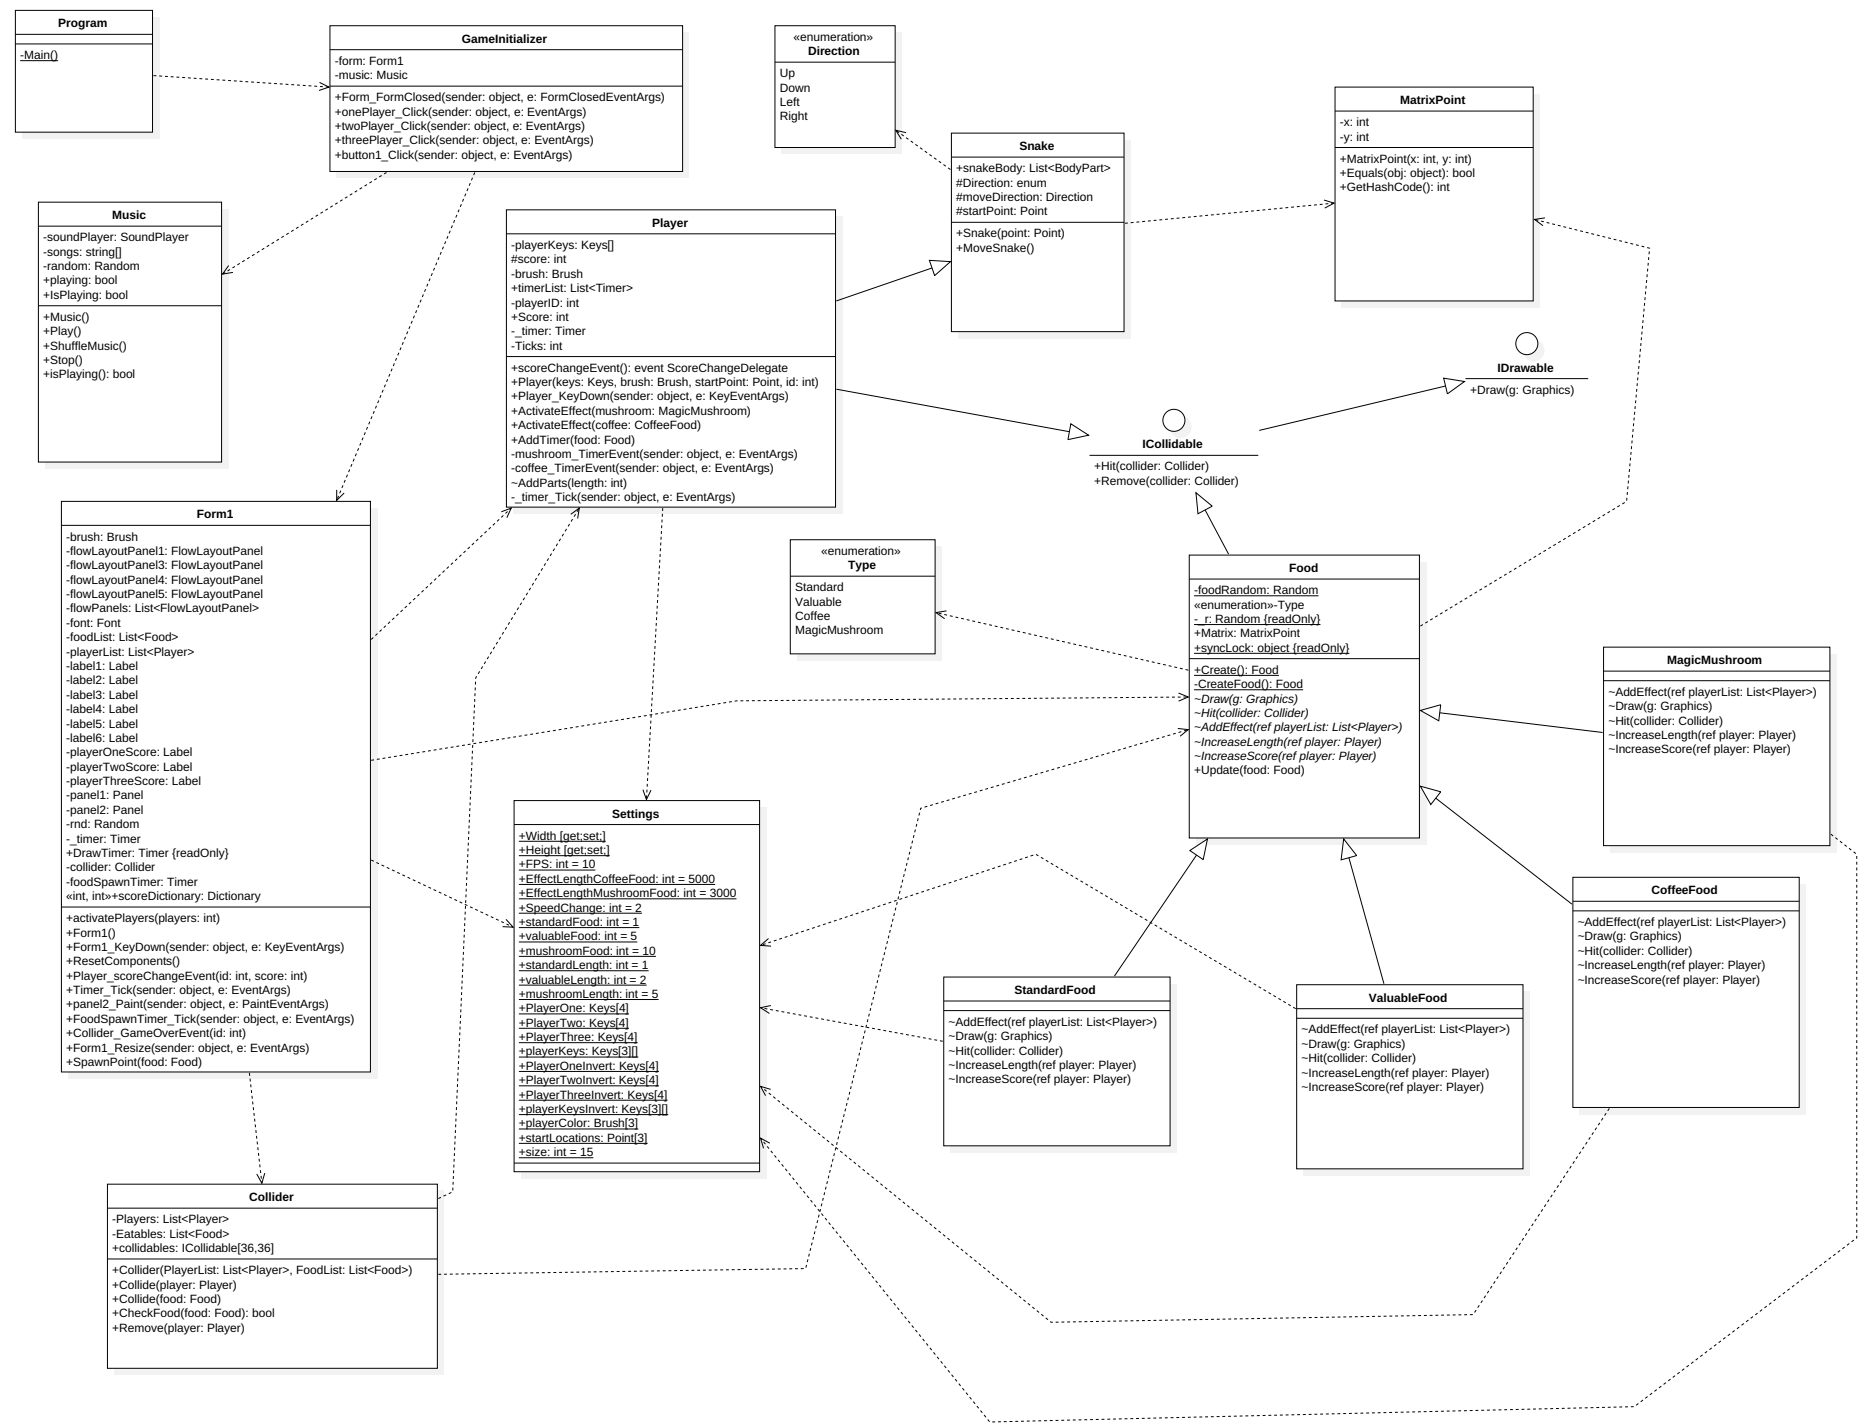 Program
-Main()
GameInitializer
-form: Form1
-music: Music
+Form_FormClosed(sender: object, e: FormClosedEventArgs)
+onePlayer_Click(sender: object, e: EventArgs)
+twoPlayer_Click(sender: object, e: EventArgs)
+threePlayer_Click(sender: object, e: EventArgs)
+button1_Click(sender: object, e: EventArgs)
«enumeration»
Direction
Up
Down
Left
Right
MatrixPoint
-x: int
-y: int
+MatrixPoint(x: int, y: int)
+Equals(obj: object): bool
+GetHashCode(): int
Snake
+snakeBody: List<BodyPart>
#Direction: enum
#moveDirection: Direction
#startPoint: Point
+Snake(point: Point)
+MoveSnake()
Music
-soundPlayer: SoundPlayer
-songs: string[]
-random: Random
+playing: bool
+IsPlaying: bool
+Music()
+Play()
+ShuffleMusic()
+Stop()
+isPlaying(): bool
Player
-playerKeys: Keys[]
#score: int
-brush: Brush
+timerList: List<Timer>
-playerID: int
+Score: int
-_timer: Timer
-Ticks: int
+scoreChangeEvent(): event ScoreChangeDelegate
+Player(keys: Keys, brush: Brush, startPoint: Point, id: int)
+Player_KeyDown(sender: object, e: KeyEventArgs)
+ActivateEffect(mushroom: MagicMushroom)
+ActivateEffect(coffee: CoffeeFood)
+AddTimer(food: Food)
-mushroom_TimerEvent(sender: object, e: EventArgs)
-coffee_TimerEvent(sender: object, e: EventArgs)
~AddParts(length: int)
-_timer_Tick(sender: object, e: EventArgs)
IDrawable
+Draw(g: Graphics)
ICollidable
+Hit(collider: Collider)
+Remove(collider: Collider)
Form1
-brush: Brush
-flowLayoutPanel1: FlowLayoutPanel
-flowLayoutPanel3: FlowLayoutPanel
-flowLayoutPanel4: FlowLayoutPanel
-flowLayoutPanel5: FlowLayoutPanel
-flowPanels: List<FlowLayoutPanel>
-font: Font
-foodList: List<Food>
-playerList: List<Player>
-label1: Label
-label2: Label
-label3: Label
-label4: Label
-label5: Label
-label6: Label
-playerOneScore: Label
-playerTwoScore: Label
-playerThreeScore: Label
-panel1: Panel
-panel2: Panel
-rnd: Random
-_timer: Timer
+DrawTimer: Timer {readOnly}
-collider: Collider
-foodSpawnTimer: Timer
«int, int»+scoreDictionary: Dictionary
+activatePlayers(players: int)
+Form1()
+Form1_KeyDown(sender: object, e: KeyEventArgs)
+ResetComponents()
+Player_scoreChangeEvent(id: int, score: int)
+Timer_Tick(sender: object, e: EventArgs)
+panel2_Paint(sender: object, e: PaintEventArgs)
+FoodSpawnTimer_Tick(sender: object, e: EventArgs)
+Collider_GameOverEvent(id: int)
+Form1_Resize(sender: object, e: EventArgs)
+SpawnPoint(food: Food)
«enumeration»
Type
Standard
Valuable
Coffee
MagicMushroom
Food
-foodRandom: Random
«enumeration»-Type
-_r: Random {readOnly}
+Matrix: MatrixPoint
+syncLock: object {readOnly}
+Create(): Food
-CreateFood(): Food
~Draw(g: Graphics)
~Hit(collider: Collider)
~AddEffect(ref playerList: List<Player>)
~IncreaseLength(ref player: Player)
~IncreaseScore(ref player: Player)
+Update(food: Food)
MagicMushroom
~AddEffect(ref playerList: List<Player>)
~Draw(g: Graphics)
~Hit(collider: Collider)
~IncreaseLength(ref player: Player)
~IncreaseScore(ref player: Player)
Settings
+Width [get;set;]
+Height [get;set;]
+FPS: int = 10
+EffectLengthCoffeeFood: int = 5000
+EffectLengthMushroomFood: int = 3000
+SpeedChange: int = 2
+standardFood: int = 1
+valuableFood: int = 5
+mushroomFood: int = 10
+standardLength: int = 1
+valuableLength: int = 2
+mushroomLength: int = 5
+PlayerOne: Keys[4]
+PlayerTwo: Keys[4]
+PlayerThree: Keys[4]
+playerKeys: Keys[3][]
+PlayerOneInvert: Keys[4]
+PlayerTwoInvert: Keys[4]
+PlayerThreeInvert: Keys[4]
+playerKeysInvert: Keys[3][]
+playerColor: Brush[3]
+startLocations: Point[3]
+size: int = 15
CoffeeFood
~AddEffect(ref playerList: List<Player>)
~Draw(g: Graphics)
~Hit(collider: Collider)
~IncreaseLength(ref player: Player)
~IncreaseScore(ref player: Player)
StandardFood
~AddEffect(ref playerList: List<Player>)
~Draw(g: Graphics)
~Hit(collider: Collider)
~IncreaseLength(ref player: Player)
~IncreaseScore(ref player: Player)
ValuableFood
~AddEffect(ref playerList: List<Player>)
~Draw(g: Graphics)
~Hit(collider: Collider)
~IncreaseLength(ref player: Player)
~IncreaseScore(ref player: Player)
Collider
-Players: List<Player>
-Eatables: List<Food>
+collidables: ICollidable[36,36]
+Collider(PlayerList: List<Player>, FoodList: List<Food>)
+Collide(player: Player)
+Collide(food: Food)
+CheckFood(food: Food): bool
+Remove(player: Player)